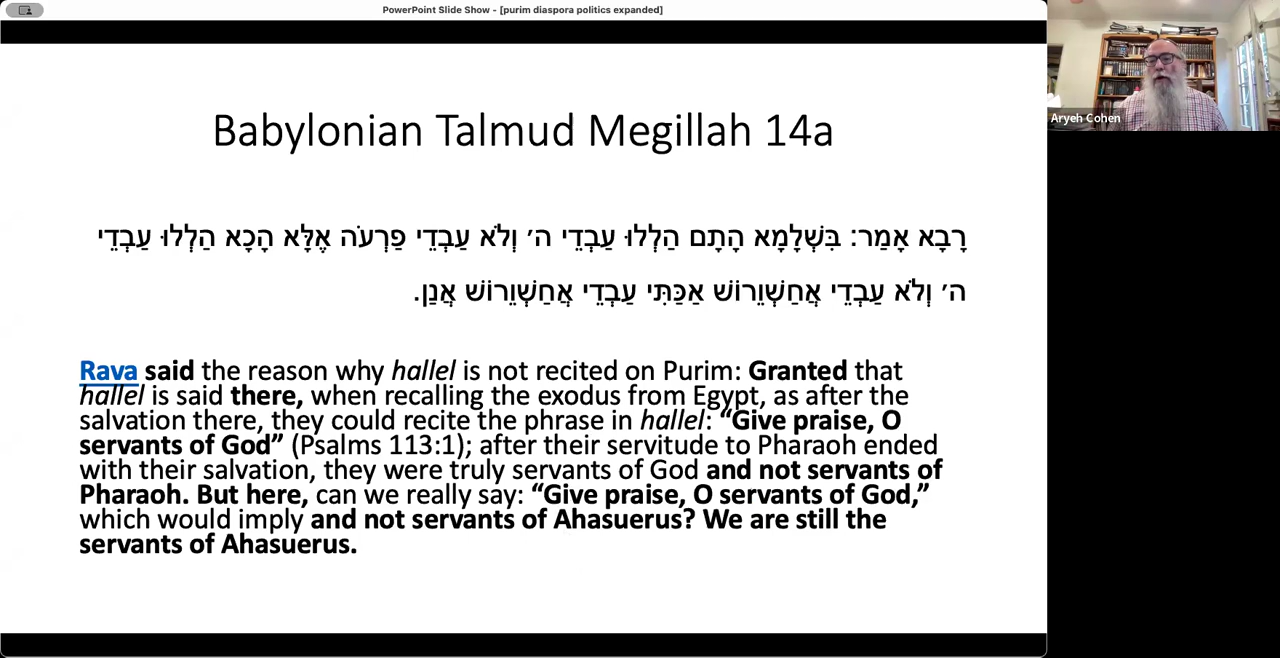 PowerPoint Slide Show - [purim diaspora politics expanded]
Babylonian Talmud Megillah 14a
רָבָא אָמַר: בִּשְׁלָמָא הָתָם הַלְלוּ עַבְדֵי ה׳ וְלֹא עַבְדֵי פַרְעֹה אֶלָּא הָכָא הַלְלוּ עַבְדֵי
ה׳ וְלֹא עַבְדֵי אֲחַשְׁוֵרוֹשׁ אַכַּתִּי עַבְדֵי אֲחַשְׁוֵרוֹשׁ אֲנַן.
Rava said the reason why hallel is not recited on Purim: Granted that
hallel is said there, when recalling the exodus from Egypt, as after the
salvation there, they could recite the phrase in hallel: “Give praise, O
servants of God” (Psalms 113:1); after their servitude to Pharaoh ended
with their salvation, they were truly servants of God and not servants of
Pharaoh. But here, can we really say: “Give praise, O servants of God,”
which would imply and not servants of Ahasuerus? We are still the
servants of Ahasuerus.
Aryeh Cohen